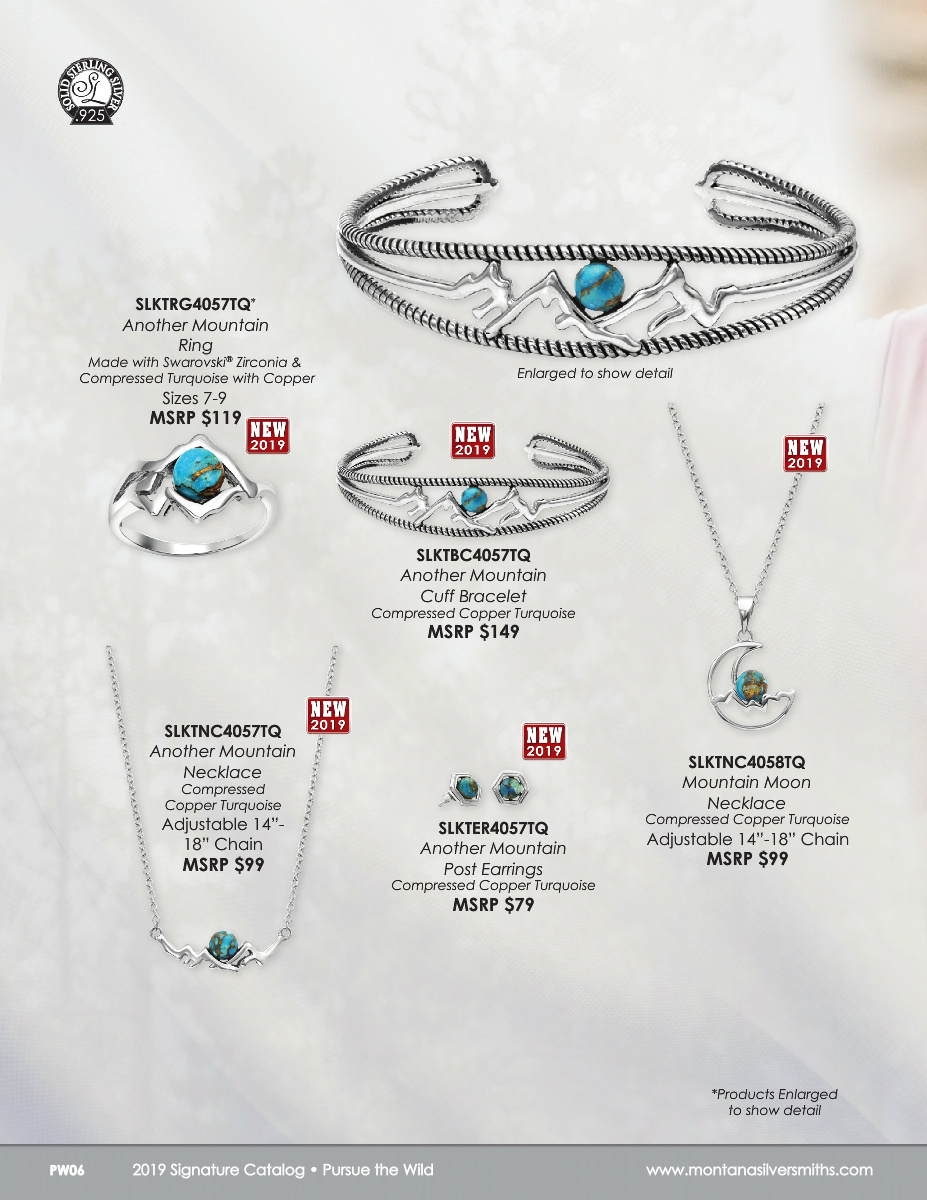 SOLID STERLING SILVER
SL
.925
Enlarged to show detail
SLKTRG4057TQ*
Another Mountain
Ring
Made with Swarovski® Zirconia &
Compressed Turquoise with Copper
Sizes 7-9
MSRP $119
NEW
2019
NEW
2019
SLKTBC4057TQ
Another Mountain
Cuff Bracelet
Compressed Copper Turquoise
MSRP $149
NEW
2019
SLKTNC4058TQ
Mountain Moon
Necklace
Compressed Copper Turquoise
Adjustable 14”-18” Chain
MSRP $99
NEW
2019
SLKTNC4057TQ
Another Mountain
Necklace
Compressed
Copper Turquoise
Adjustable 14”-
18” Chain
MSRP $99
NEW
2019
SLKTER4057TQ
Another Mountain
Post Earrings
Compressed Copper Turquoise
MSRP $79
*Products Enlarged
to show detail
PW06 2019 Signature Catalog • Pursue the Wild www.montanasilversmiths.com